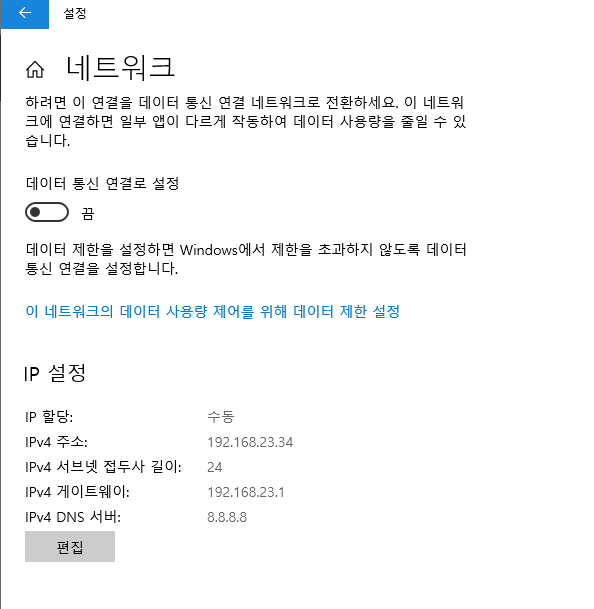 설정
네트워크
하려면 이 연결을 데이터 통신 연결 네트워크로 전환하세요. 이 네트워
크에 연결하면 일부 앱이 다르게 작동하여 데이터 사용량을 줄일 수 있
습니다.
데이터 통신 연결로 설정
끔
데이터 제한을 설정하면 Windows에서 제한을 초과하지 않도록 데이터
통신 연결을 설정합니다.
이 네트워크의 데이터 사용량 제어를 위해 데이터 제한 설정
IP 설정
IP 할당: 수동
IPv4 주소: 192.168.23.34
IPv4 서브넷 접두사 길이: 24
IPv4 게이트웨이: 192.168.23.1
IPv4 DNS 서버: 8.8.8.8
편집